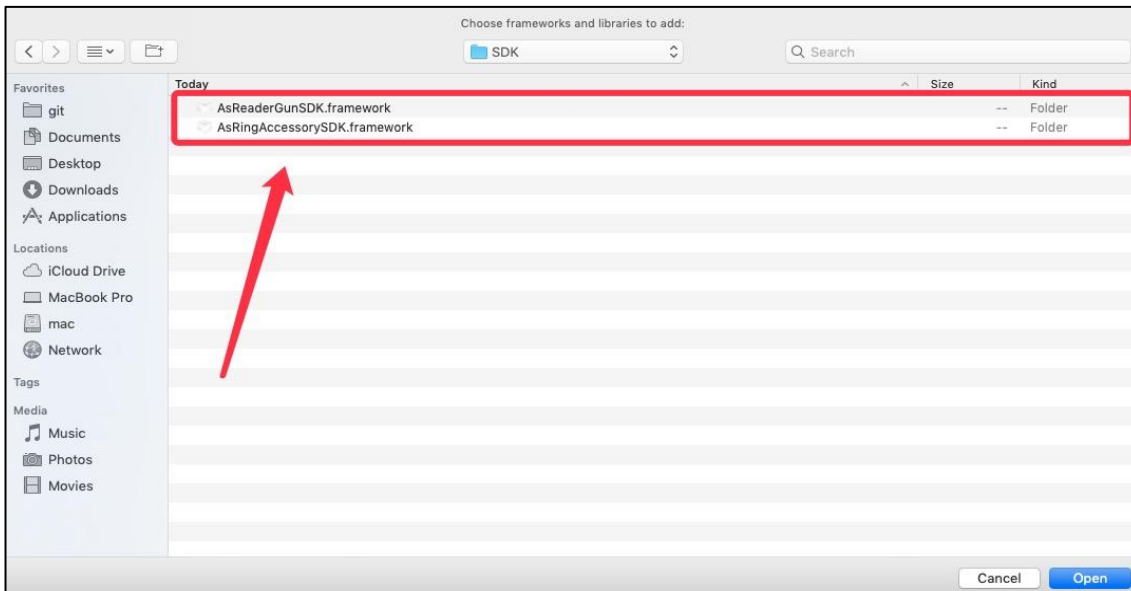 Choose frameworks and libraries to add:
SDK
Search
Favorites
git
Documents
Desktop
Downloads
Applications
Locations
iCloud Drive
MacBook Pro
mac
Network
Tags
Media
Music
Photos
Movies
Today Size Kind
AsReaderGunSDK.framework -- Folder
AsRingAccessorySDK.framework -- Folder
Cancel Open